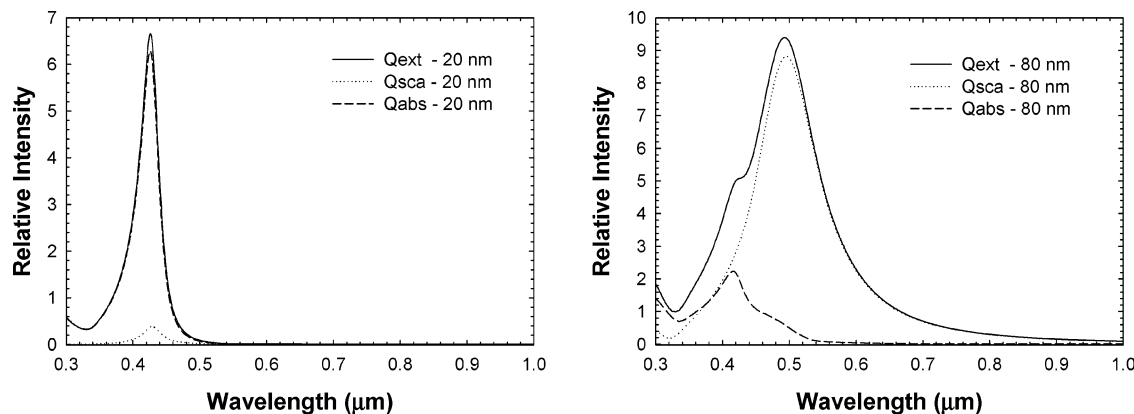 7
6
5
4
3
2
1
0
Relative Intensity
Qext - 20 nm
Qsca - 20 nm
Qabs - 20 nm
0.3 0.4 0.5 0.6 0.7 0.8 0.9 1.0
Wavelength (μm)
10
9
8
7
6
5
4
3
2
1
0
Relative Intensity
Qext - 80 nm
Qsca - 80 nm
Qabs - 80 nm
0.3 0.4 0.5 0.6 0.7 0.8 0.9 1.0
Wavelength (μm)